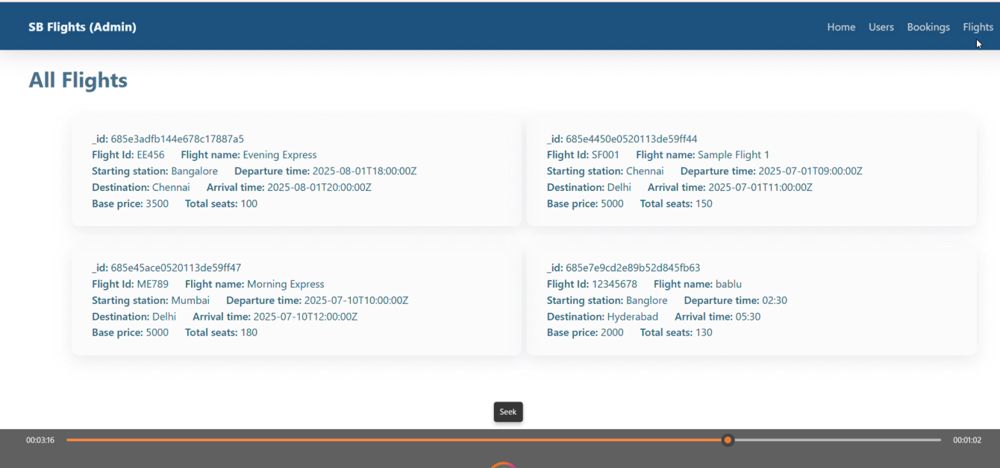 SB Flights (Admin)
Home Users Bookings Flights
All Flights
_id: 685e3adfb144e678c17887a5
Flight Id: EE456 Flight name: Evening Express
Starting station: Bangalore Departure time: 2025-08-01T18:00:00Z
Destination: Chennai Arrival time: 2025-08-01T20:00:00Z
Base price: 3500 Total seats: 100
_id: 685e4450e0520113de59ff44
Flight Id: SF001 Flight name: Sample Flight 1
Starting station: Chennai Departure time: 2025-07-01T09:00:00Z
Destination: Delhi Arrival time: 2025-07-01T11:00:00Z
Base price: 5000 Total seats: 150
_id: 685e45ace0520113de59ff47
Flight Id: ME789 Flight name: Morning Express
Starting station: Mumbai Departure time: 2025-07-10T10:00:00Z
Destination: Delhi Arrival time: 2025-07-10T12:00:00Z
Base price: 5000 Total seats: 180
_id: 685e7e9cd2e89b52d845fb63
Flight Id: 12345678 Flight name: bablu
Starting station: Banglore Departure time: 02:30
Destination: Hyderabad Arrival time: 05:30
Base price: 2000 Total seats: 130
Seek
00:03:16
00:01:02